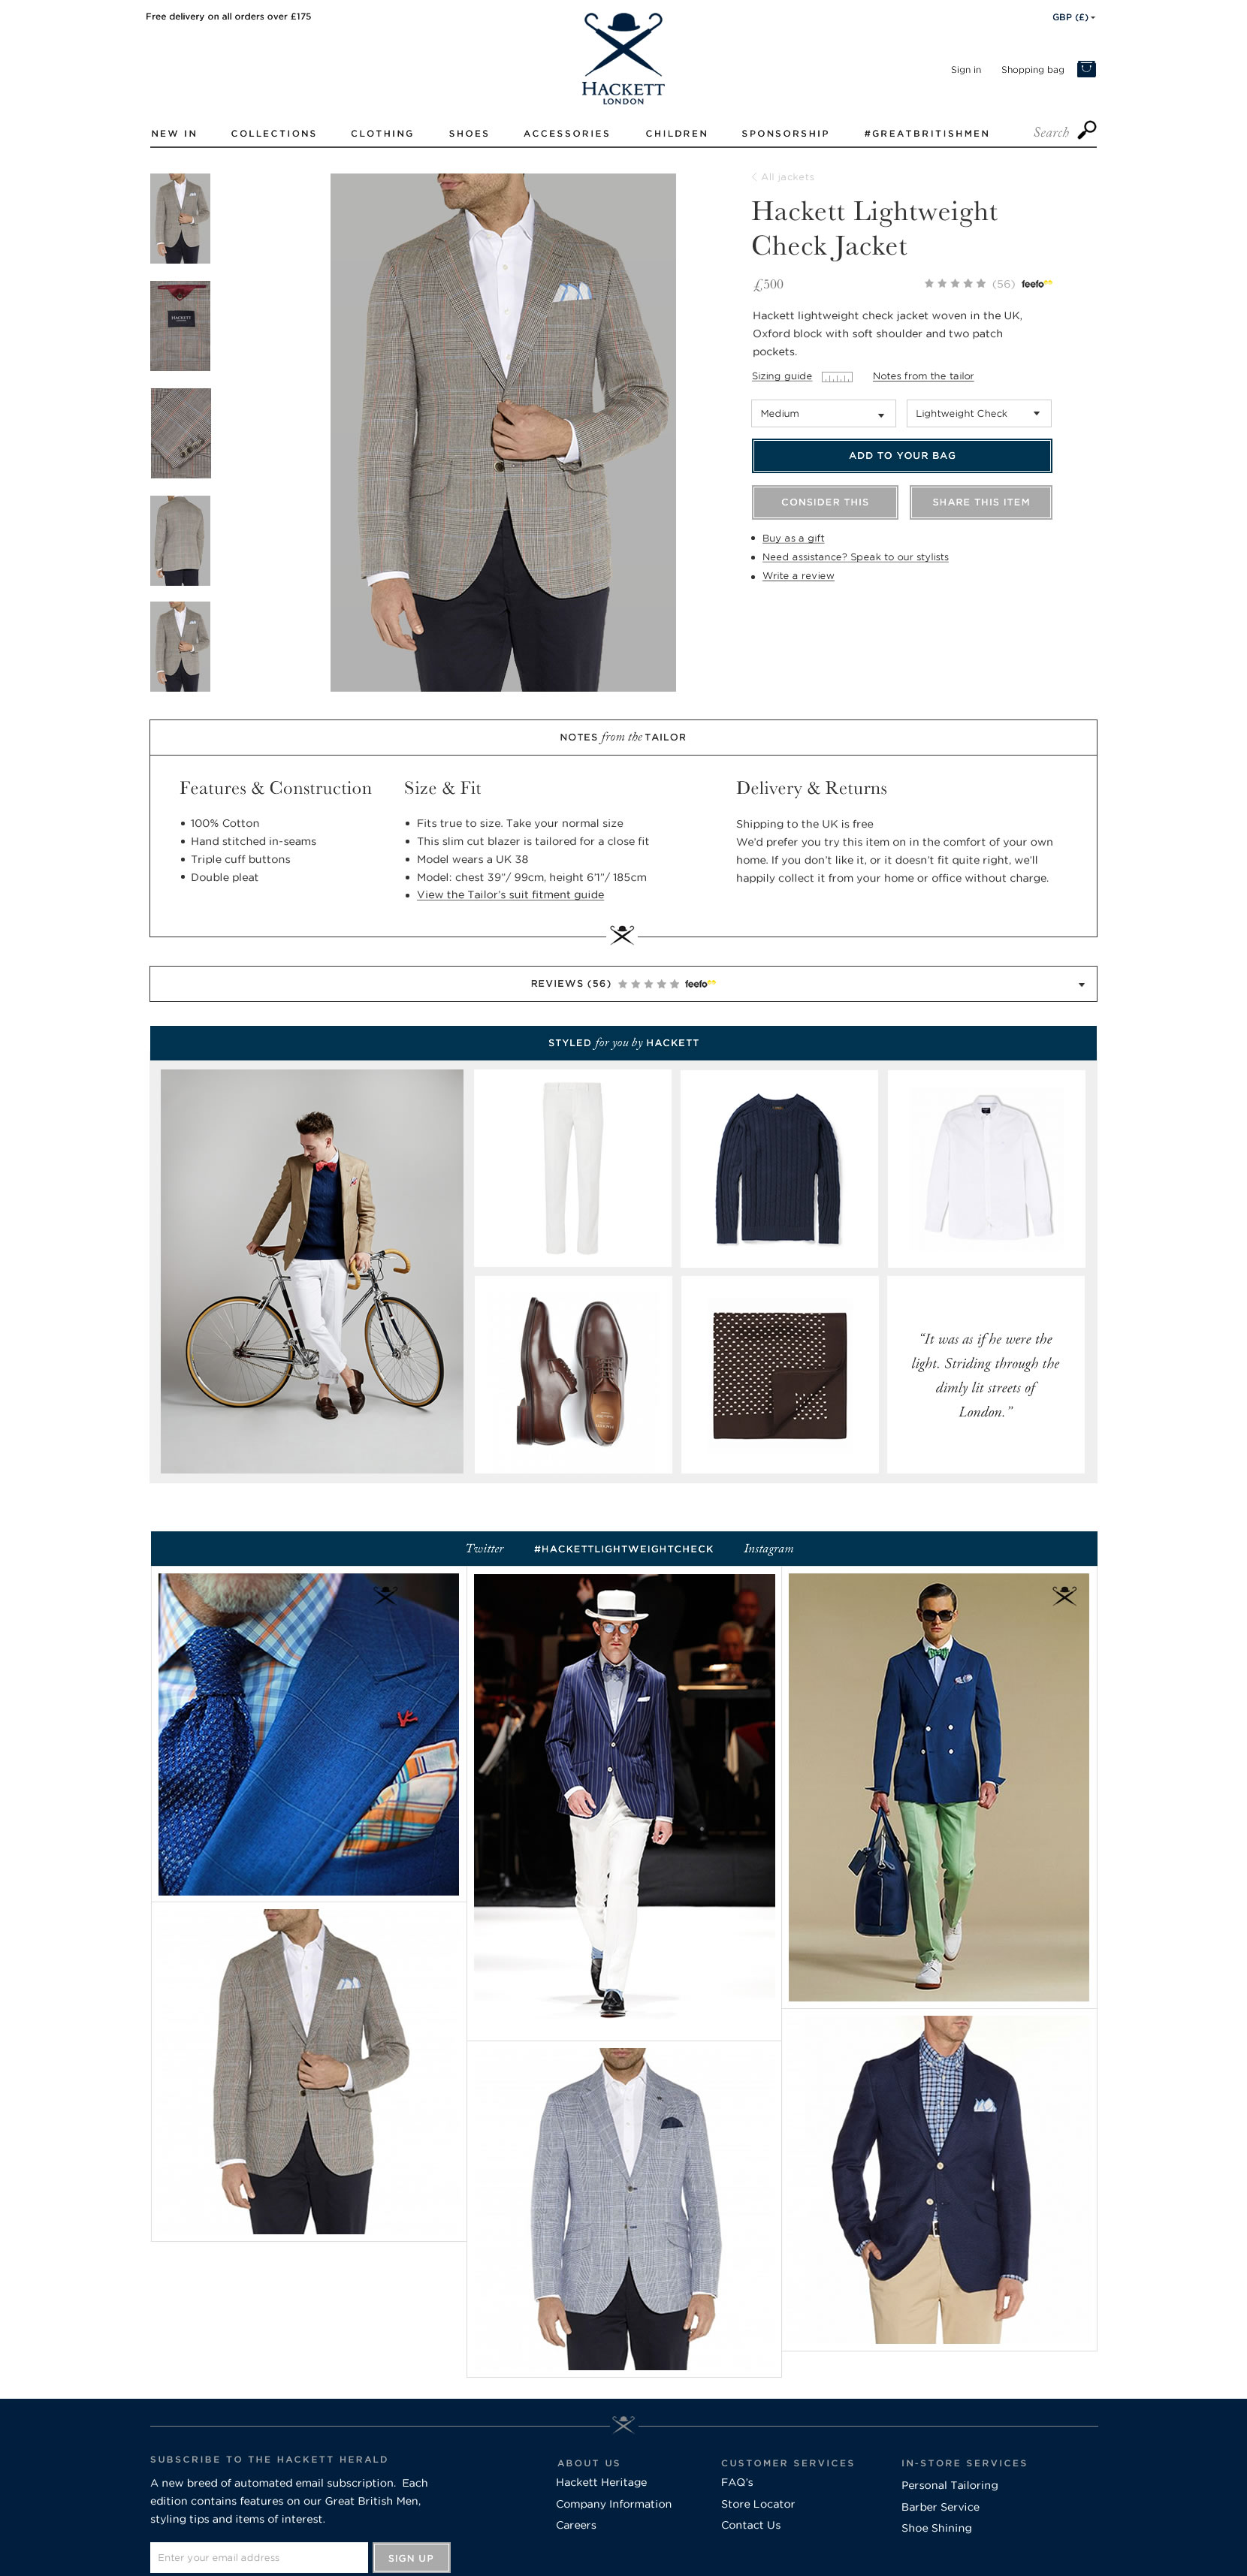 Free delivery on all orders over £175
GBP (£)
HACKETT
LONDON
Sign in
Shopping bag
NEW IN
COLLECTIONS
CLOTHING
SHOES
ACCESSORIES
CHILDREN
SPONSORSHIP
#GREATBRITISHMEN
Search
All jackets
Hackett Lightweight
Check Jacket
£500
(56) feefo
Hackett lightweight check jacket woven in the UK,
Oxford block with soft shoulder and two patch
pockets.
Sizing guide
Notes from the tailor
Medium
Lightweight Check
ADD TO YOUR BAG
CONSIDER THIS
SHARE THIS ITEM
Buy as a gift
Need assistance? Speak to our stylists
Write a review
HACKETT
NOTES from the TAILOR
Features & Construction
100% Cotton
Hand stitched in-seams
Triple cuff buttons
Double pleat
Size & Fit
Fits true to size. Take your normal size
This slim cut blazer is tailored for a close fit
Model wears a UK 38
Model: chest 39”/ 99cm, height 6’1”/ 185cm
View the Tailor’s suit fitment guide
Delivery & Returns
Shipping to the UK is free
We’d prefer you try this item on in the comfort of your own
home. If you don’t like it, or it doesn’t fit quite right, we’ll
happily collect it from your home or office without charge.
REVIEWS (56) feefo
STYLED for you by HACKETT
“It was as if he were the
light. Striding through the
dimly lit streets of
London.”
Twitter
#HACKETTLIGHTWEIGHTCHECK
Instagram
SUBSCRIBE TO THE HACKETT HERALD
A new breed of automated email subscription.  Each
edition contains features on our Great British Men,
styling tips and items of interest.
Enter your email address
SIGN UP
ABOUT US
Hackett Heritage
Company Information
Careers
CUSTOMER SERVICES
FAQ’s
Store Locator
Contact Us
IN-STORE SERVICES
Personal Tailoring
Barber Service
Shoe Shining